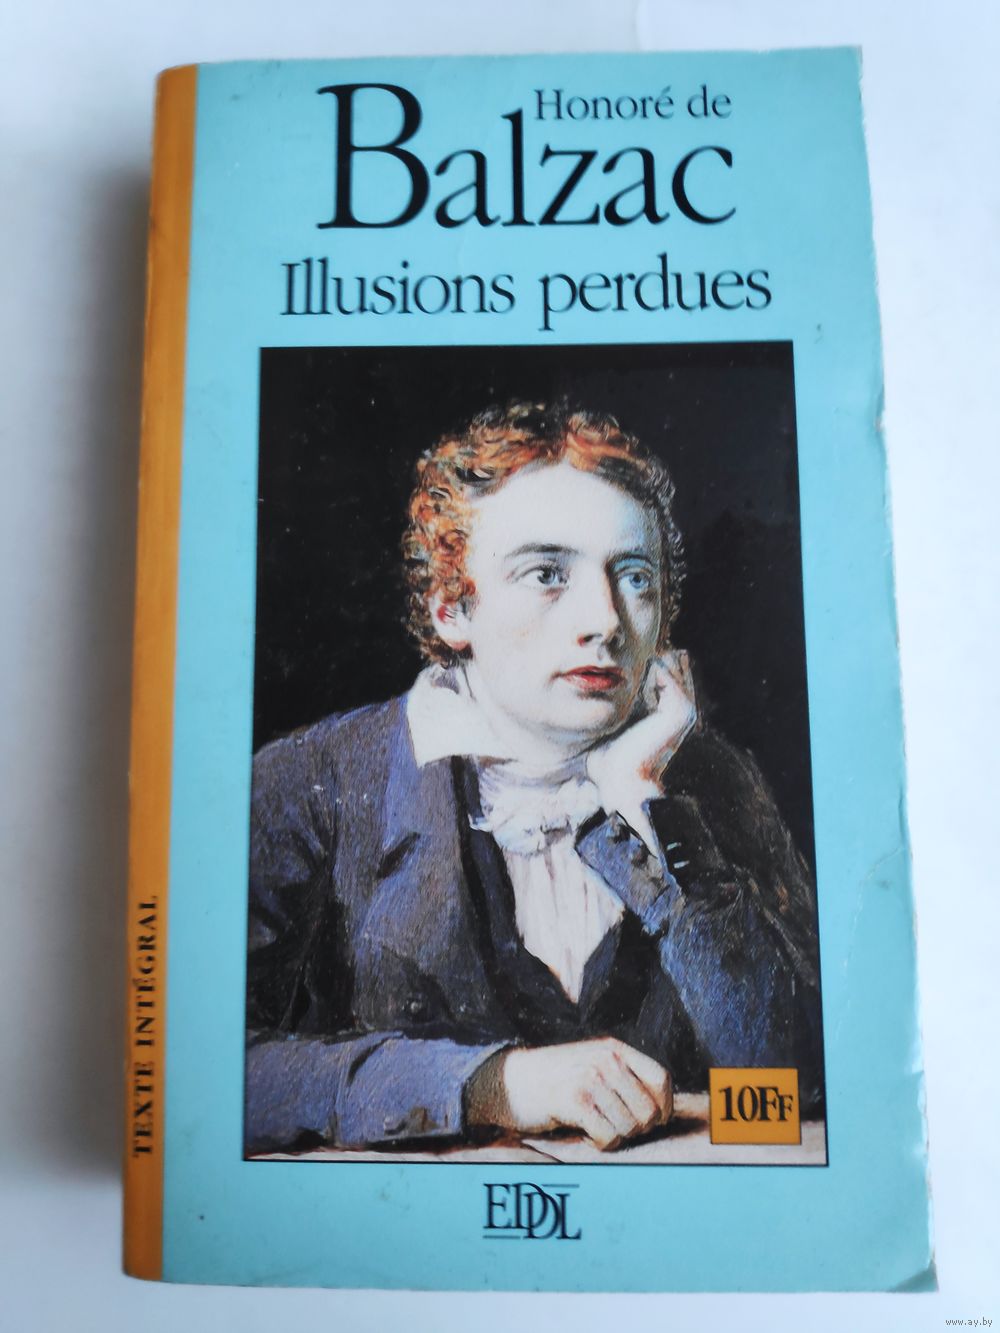 Honoré de
Balzac
Illusions perdues
TEXTE INTÉGRAL
10FF
EDDL
www.ay.by